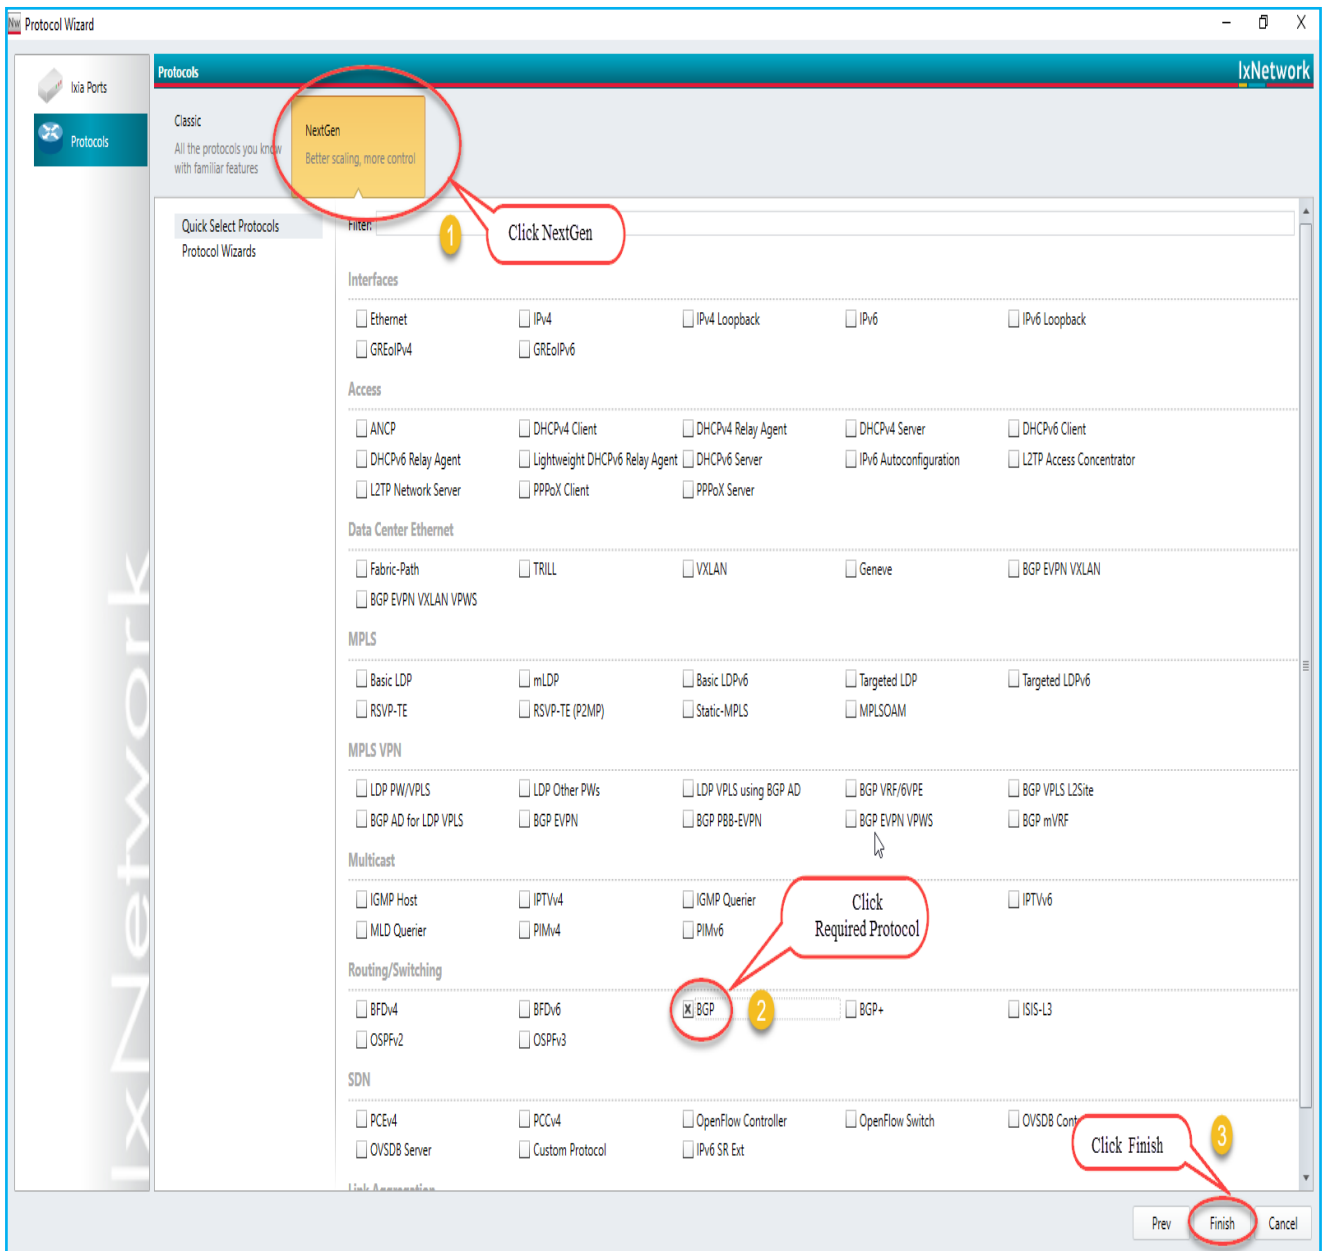 Nw Protocol Wizard
Ixia Ports
Protocols
IxNetwork
Protocols
IxNetwork
Classic
All the protocols you know
with familiar features
NextGen
Better scaling, more control
Quick Select Protocols
Protocol Wizards
Filter:
1
Click NextGen
Interfaces
Ethernet IPv4 IPv4 Loopback IPv6 IPv6 Loopback
GREoIPv4 GREoIPv6
Access
ANCP DHCPv4 Client DHCPv4 Relay Agent DHCPv4 Server DHCPv6 Client
DHCPv6 Relay Agent Lightweight DHCPv6 Relay Agent DHCPv6 Server IPv6 Autoconfiguration L2TP Access Concentrator
L2TP Network Server PPPoX Client PPPoX Server
Data Center Ethernet
Fabric-Path TRILL VXLAN Geneve BGP EVPN VXLAN
BGP EVPN VXLAN VPWS
MPLS
Basic LDP mLDP Basic LDPv6 Targeted LDP Targeted LDPv6
RSVP-TE RSVP-TE (P2MP) Static-MPLS MPLSOAM
MPLS VPN
LDP PW/VPLS LDP Other PWs LDP VPLS using BGP AD BGP VRF/6VPE BGP VPLS L2Site
BGP AD for LDP VPLS BGP EVPN BGP PBB-EVPN BGP EVPN VPWS BGP mVRF
Multicast
IGMP Host IPTVv4 IGMP Querier IPTVv6
MLD Querier PIMv4 PIMv6
Click
Required Protocol
Routing/Switching
BFDv4 BFDv6 BGP 2 BGP+ ISIS-L3
OSPFv2 OSPFv3
SDN
PCEv4 PCCv4 OpenFlow Controller OpenFlow Switch OVSDB
OVSDB Server Custom Protocol IPv6 SR Ext
Click Finish
3
Link Aggregation
Prev Finish Cancel